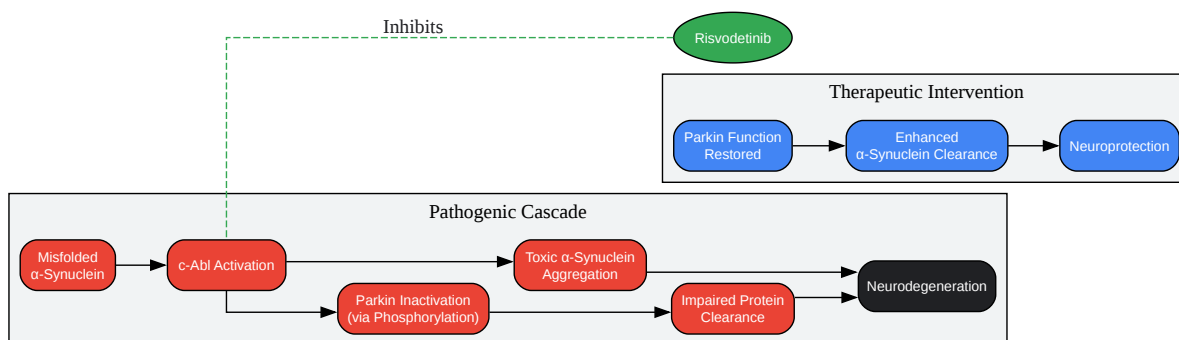 Inhibits
Risvodetinib
Therapeutic Intervention
Parkin Function
Restored
Enhanced
α-Synuclein Clearance
Neuroprotection
Pathogenic Cascade
Misfolded
α-Synuclein
c-Abl Activation
Toxic α-Synuclein
Aggregation
Parkin Inactivation
(via Phosphorylation)
Impaired Protein
Clearance
Neurodegeneration